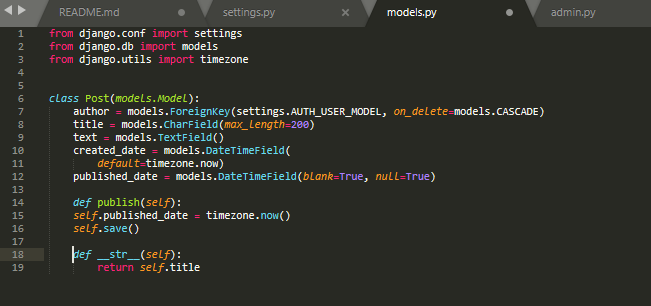 README.md settings.py models.py admin.py
1 from django.conf import settings
2 from django.db import models
3 from django.utils import timezone
4
5
6 class Post(models.Model):
7     author = models.ForeignKey(settings.AUTH_USER_MODEL, on_delete=models.CASCADE)
8     title = models.CharField(max_length=200)
9     text = models.TextField()
10     created_date = models.DateTimeField(
11         default=timezone.now)
12     published_date = models.DateTimeField(blank=True, null=True)
13
14     def publish(self):
15     self.published_date = timezone.now()
16     self.save()
17
18     def __str__(self):
19         return self.title